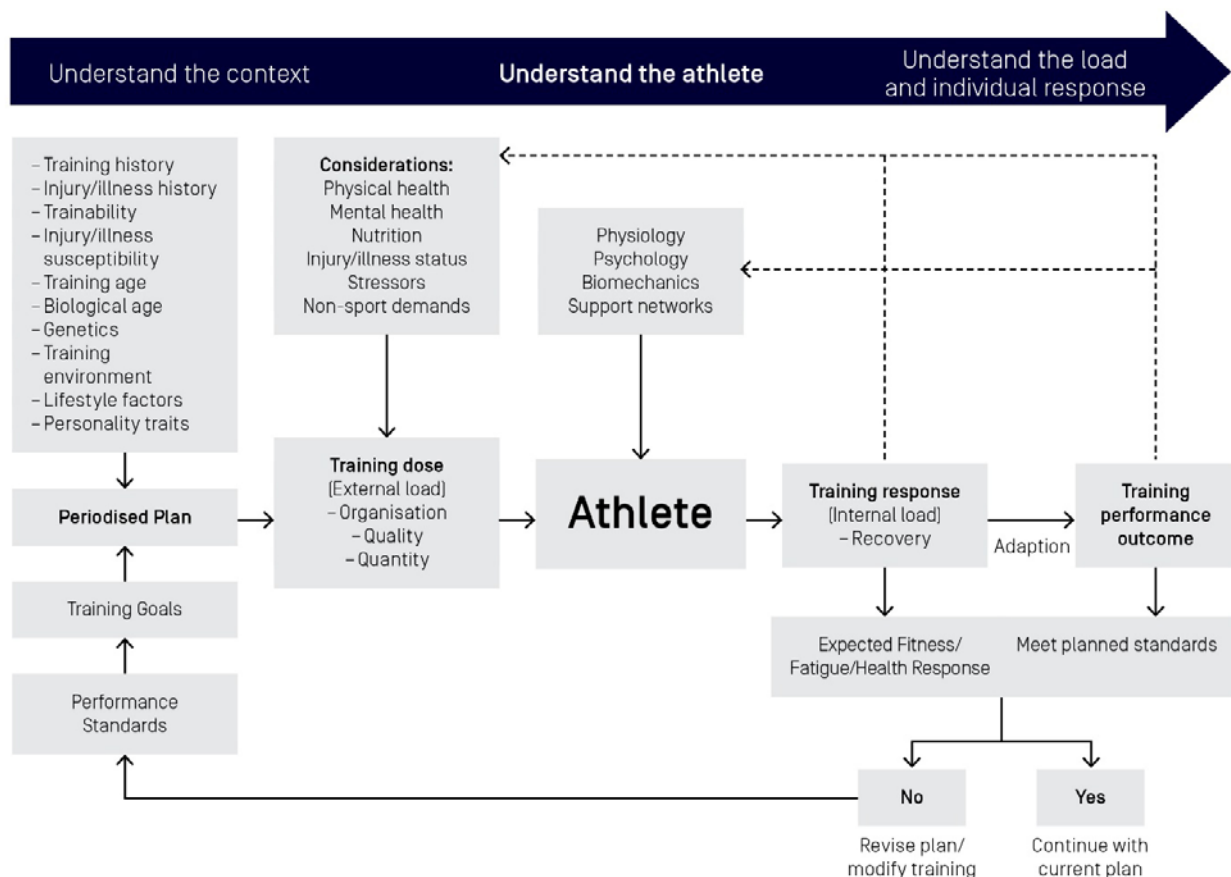 Understand the context
Understand the athlete
Understand the load
and individual response
– Training history
– Injury/illness history
– Trainability
– Injury/illness
susceptibility
– Training age
– Biological age
– Genetics
– Training
environment
– Lifestyle factors
– Personality traits
Considerations:
Physical health
Mental health
Nutrition
Injury/illness status
Stressors
Non-sport demands
Physiology
Psychology
Biomechanics
Support networks
Periodised Plan
Training dose
(External load)
– Organisation
– Quality
– Quantity
Athlete
Training response
(Internal load)
– Recovery
Adaption
Training
performance
outcome
Training Goals
Performance
Standards
Expected Fitness/
Fatigue/Health Response
Meet planned standards
No
Yes
Revise plan/
modify training
Continue with
current plan